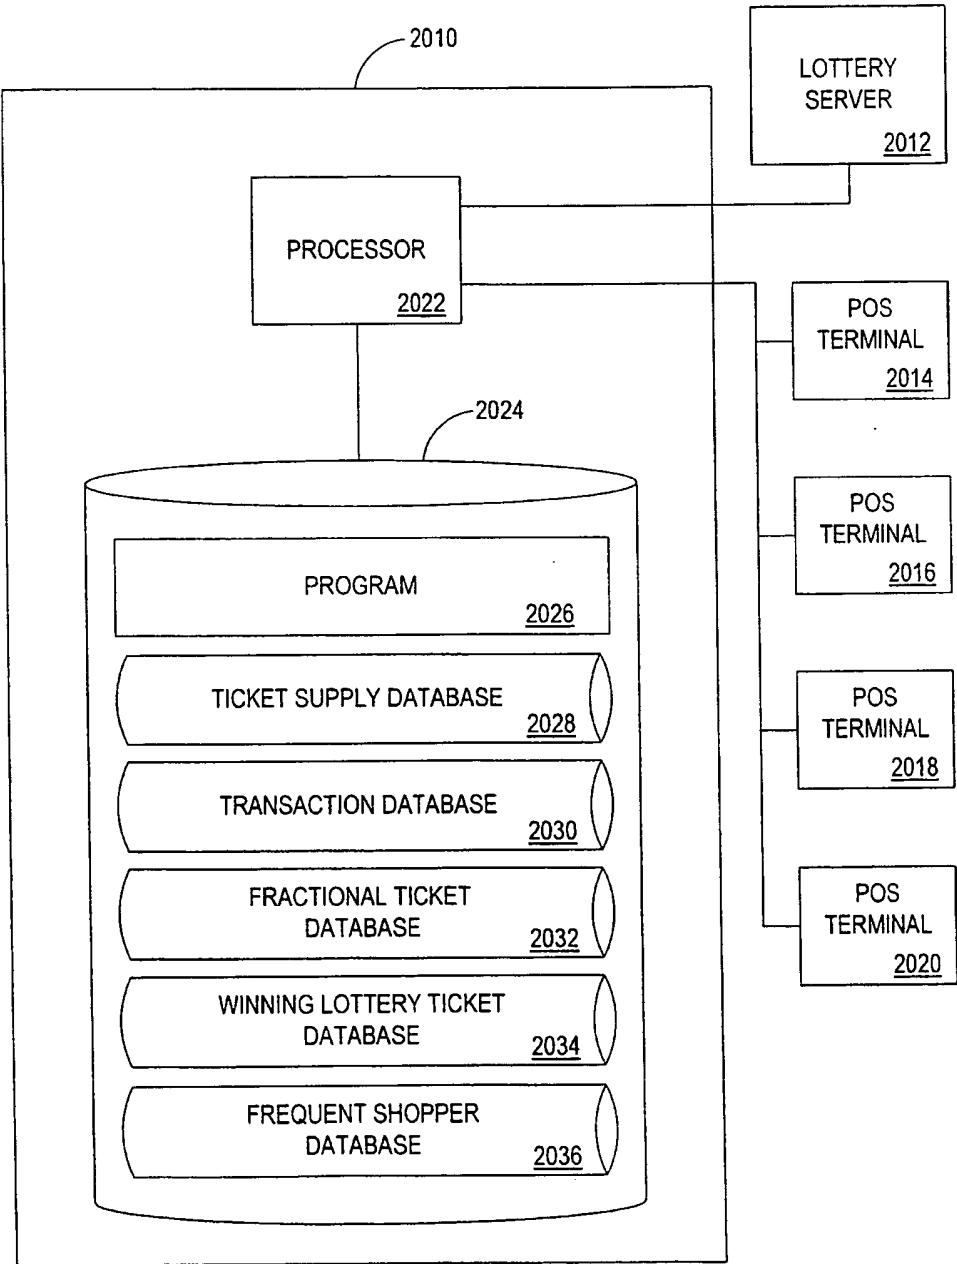 2010
LOTTERY
SERVER
2012
PROCESSOR
2022
POS
TERMINAL
2014
2024
POS
TERMINAL
2016
PROGRAM
2026
TICKET SUPPLY DATABASE
2028
POS
TERMINAL
2018
TRANSACTION DATABASE
2030
FRACTIONAL TICKET
DATABASE
2032
POS
TERMINAL
2020
WINNING LOTTERY TICKET
DATABASE
2034
FREQUENT SHOPPER
DATABASE
2036